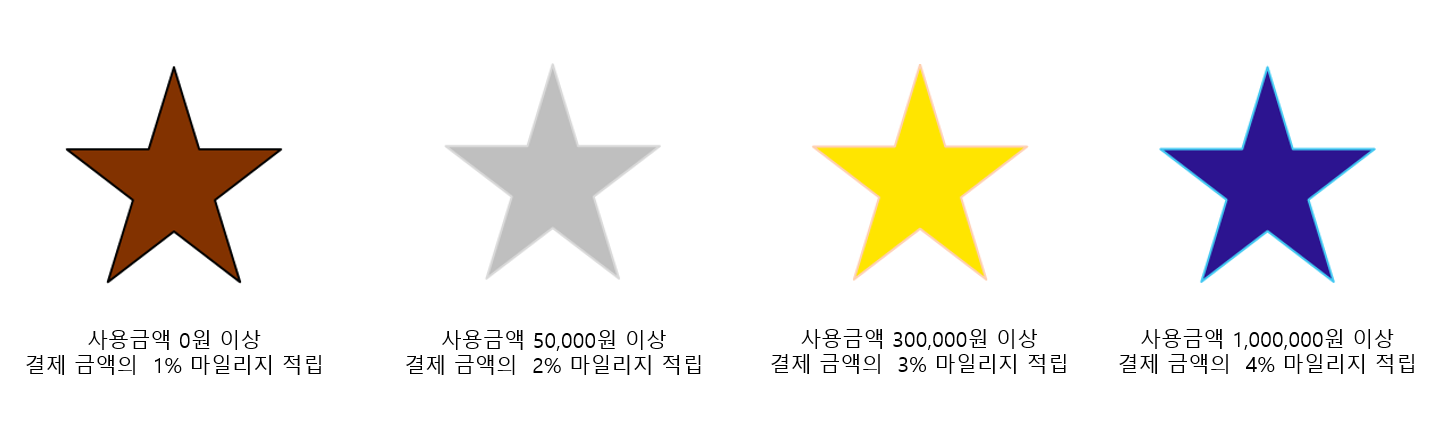 사용금액 0원 이상
결제 금액의  1% 마일리지 적립
사용금액 50,000원 이상
결제 금액의  2% 마일리지 적립
사용금액 300,000원 이상
결제 금액의  3% 마일리지 적립
사용금액 1,000,000원 이상
결제 금액의  4% 마일리지 적립